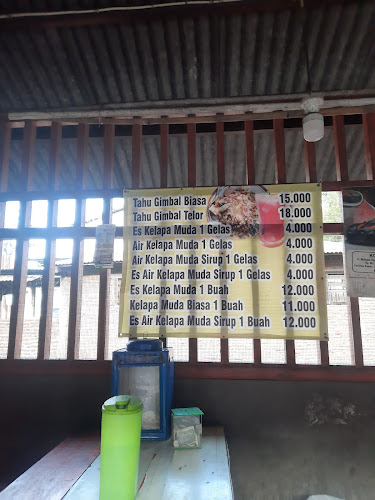 Tahu Gimbal Biasa 15.000
Tahu Gimbal Telor 18.000
Es Kelapa Muda 1 Gelas 4.000
Air Kelapa Muda 1 Gelas 4.000
Air Kelapa Muda Sirup 1 Gelas 4.000
Es Air Kelapa Muda Sirup 1 Gelas 4.000
Es Kelapa Muda 1 Buah 12.000
Kelapa Muda Biasa 1 Buah 11.000
Es Air Kelapa Muda Sirup 1 Buah 12.000